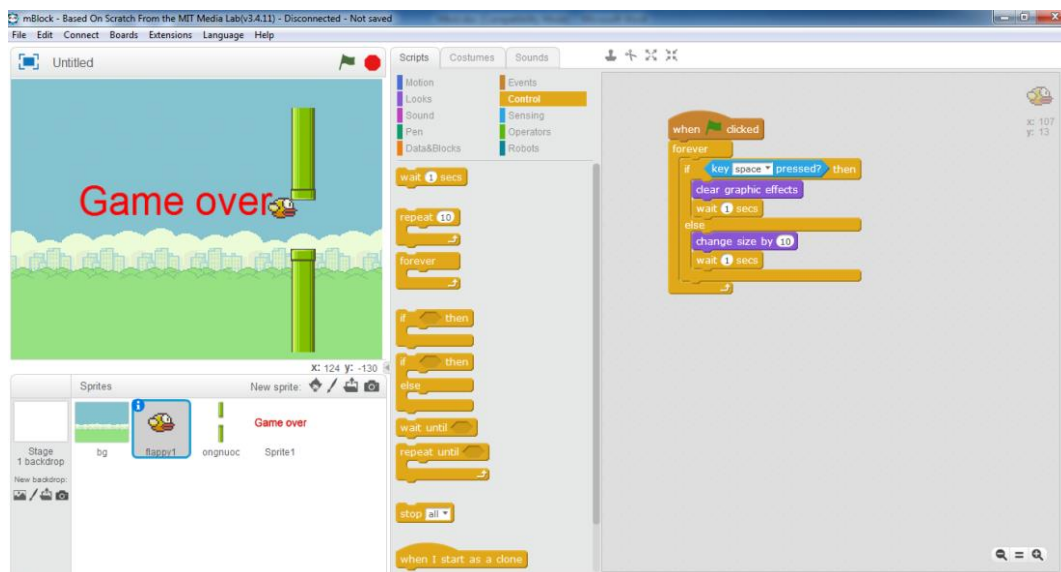 mBlock - Based On Scratch From the MIT Media Lab(v3.4.11) - Disconnected - Not saved
File Edit Connect Boards Extensions Language Help
Untitled
Game over
X: 124 Y: -130
Sprites
New sprite:
Stage
1 backdrop
New backdrop:
bg
flappy1
ongnuoc
Game over
Sprite1
Scripts
Costumes
Sounds
Motion
Looks
Sound
Pen
Data&Blocks
Events
Control
Sensing
Operators
Robots
wait 1 secs
repeat 10
forever
if then
if then
else
wait until
repeat until
stop all
when I start as a clone
when clicked
forever
if key space pressed? then
clear graphic effects
wait 1 secs
else
change size by 10
wait 1 secs
x: 107
y: 13